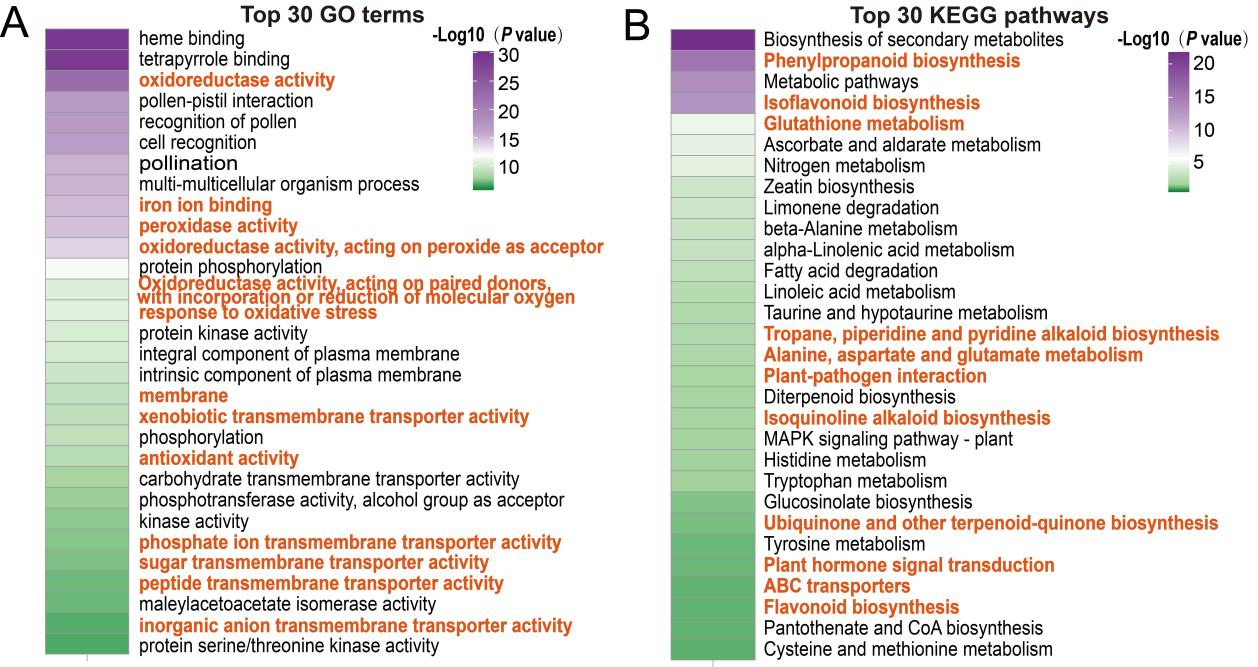 A
Top 30 GO terms
-Log10（P value）
30
25
20
15
10
heme binding
tetrapyrrole binding
oxidoreductase activity
pollen-pistil interaction
recognition of pollen
cell recognition
pollination
multi-multicellular organism process
iron ion binding
peroxidase activity
oxidoreductase activity, acting on peroxide as acceptor
protein phosphorylation
Oxidoreductase activity, acting on paired donors,
with incorporation or reduction of molecular oxygen
response to oxidative stress
protein kinase activity
integral component of plasma membrane
intrinsic component of plasma membrane
membrane
xenobiotic transmembrane transporter activity
phosphorylation
antioxidant activity
carbohydrate transmembrane transporter activity
phosphotransferase activity, alcohol group as acceptor
kinase activity
phosphate ion transmembrane transporter activity
sugar transmembrane transporter activity
peptide transmembrane transporter activity
maleylacetoacetate isomerase activity
inorganic anion transmembrane transporter activity
protein serine/threonine kinase activity
B
Top 30 KEGG pathways
-Log10（P value）
20
15
10
5
Biosynthesis of secondary metabolites
Phenylpropanoid biosynthesis
Metabolic pathways
Isoflavonoid biosynthesis
Glutathione metabolism
Ascorbate and aldarate metabolism
Nitrogen metabolism
Zeatin biosynthesis
Limonene degradation
beta-Alanine metabolism
alpha-Linolenic acid metabolism
Fatty acid degradation
Linoleic acid metabolism
Taurine and hypotaurine metabolism
Tropane, piperidine and pyridine alkaloid biosynthesis
Alanine, aspartate and glutamate metabolism
Plant-pathogen interaction
Diterpenoid biosynthesis
Isoquinoline alkaloid biosynthesis
MAPK signaling pathway - plant
Histidine metabolism
Tryptophan metabolism
Glucosinolate biosynthesis
Ubiquinone and other terpenoid-quinone biosynthesis
Tyrosine metabolism
Plant hormone signal transduction
ABC transporters
Flavonoid biosynthesis
Pantothenate and CoA biosynthesis
Cysteine and methionine metabolism